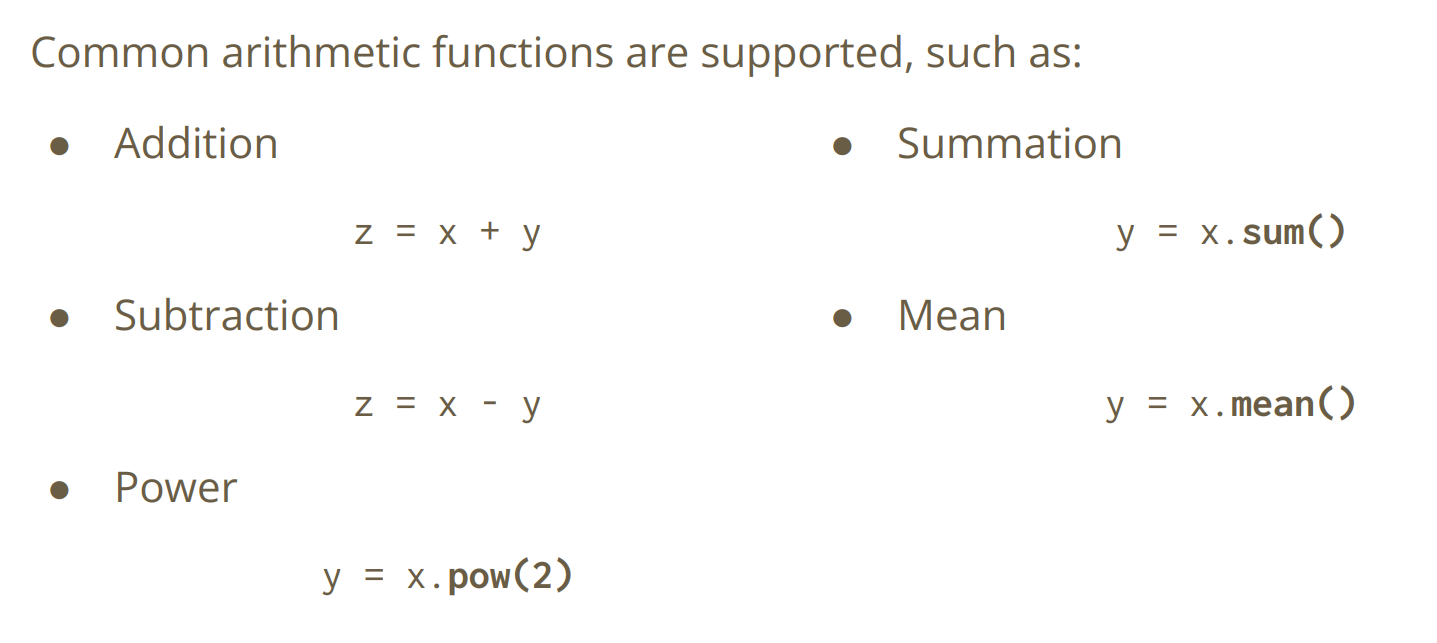 Common arithmetic functions are supported, such as:
● Addition
z = x + y
● Subtraction
z = x - y
● Power
y = x.pow(2)
● Summation
y = x.sum()
● Mean
y = x.mean()